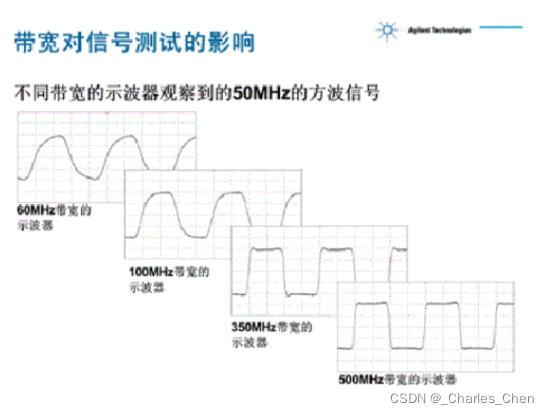 带宽对信号测试的影响
Agilent Technologies
不同带宽的示波器观察到的50MHz的方波信号
60MHz带宽的
示波器
100MHz带宽的
示波器
350MHz带宽的
示波器
500MHz带宽的示波器
CSDN @_Charles_Chen